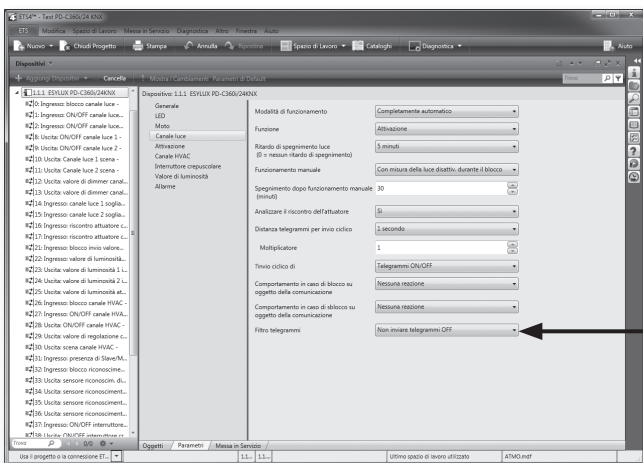 ETS4™ - Test PD-C360i/24 KNX
ETS Modifica Spazio di Lavoro Messa in Servizio Diagnostica Altro Finestra Aiuto
Nuovo Chiudi Progetto Stampa Annulla Ripristina Spazio di Lavoro Cataloghi Diagnostica Aiuto
Dispositivi
Aggiungi Dispositivi Cancella Mostra i Cambiamenti Parametri di Default Trova
1.1.1 ESYLUX PD-C360i/24KNX
0: Ingresso: blocco canale luce -
1: Ingresso: ON/OFF canale luce...
2: Ingresso: ON/OFF canale luce...
8: Uscita: ON/OFF canale luce 1 -
9: Uscita: ON/OFF canale luce 2 -
10: Uscita: Canale luce 1 scena -
11: Uscita: Canale luce 2 scena -
12: Uscita: valore di dimmer canal...
13: Uscita: valore di dimmer canal...
14: Ingresso: canale luce 1 soglia...
15: Ingresso: canale luce 2 soglia...
16: Ingresso: riscontro attuatore c...
17: Ingresso: riscontro attuatore c...
21: Ingresso: blocco invio valore...
22: Ingresso: valore di luminosità...
23: Uscita: valore di luminosità 1 i...
24: Uscita: valore di luminosità 2 i...
25: Uscita: valore di luminosità at...
26: Ingresso: blocco canale HVAC -
27: Ingresso: ON/OFF canale HVA...
28: Uscita: ON/OFF canale HVAC -
29: Uscita: valore di regolazione c...
30: Uscita: scena canale HVAC -
31: Ingresso: presenza di Slave/M...
32: Ingresso: blocco riconoscime...
33: Uscita: sensore riconoscim. di...
34: Uscita: sensore riconosciment...
35: Uscita: sensore riconosciment...
36: Uscita: sensore riconosciment...
37: Ingresso: ON/OFF interruttore...
38: Uscita: ON/OFF interruttore cr...
Trova 0/0
Dispositivo: 1.1.1 ESYLUX PD-C360i/24KNX
Generale
LED
Moto
Canale luce
Attivazione
Canale HVAC
Interruttore crepuscolare
Valore di luminosità
Allarme
Modalità di funzionamento Completamente automatico
Funzione Attivazione
Ritardo di spegnimento luce
(0 = nessun ritardo di spegnimento) 5 minuti
Funzionamento manuale Con misura della luce disattiv. durante il blocco
Spegnimento dopo funzionamento manuale
(minuti) 30
Analizzare il riscontro dell'attuatore Sì
Distanza telegrammi per invio ciclico 1 secondo
Moltiplicatore 1
Tinvio ciclico di Telegrammi ON/OFF
Comportamento in caso di blocco su
oggetto della comunicazione Nessuna reazione
Comportamento in caso di sblocco su
oggetto della comunicazione Nessuna reazione
Filtro telegrammi Non inviare telegrammi OFF
Oggetti Parametri Messa in Servizio
Usa il progetto o la connessione ET... 1.1... 1.1... Ultimo spazio di lavoro utilizzato ATMO.mdf